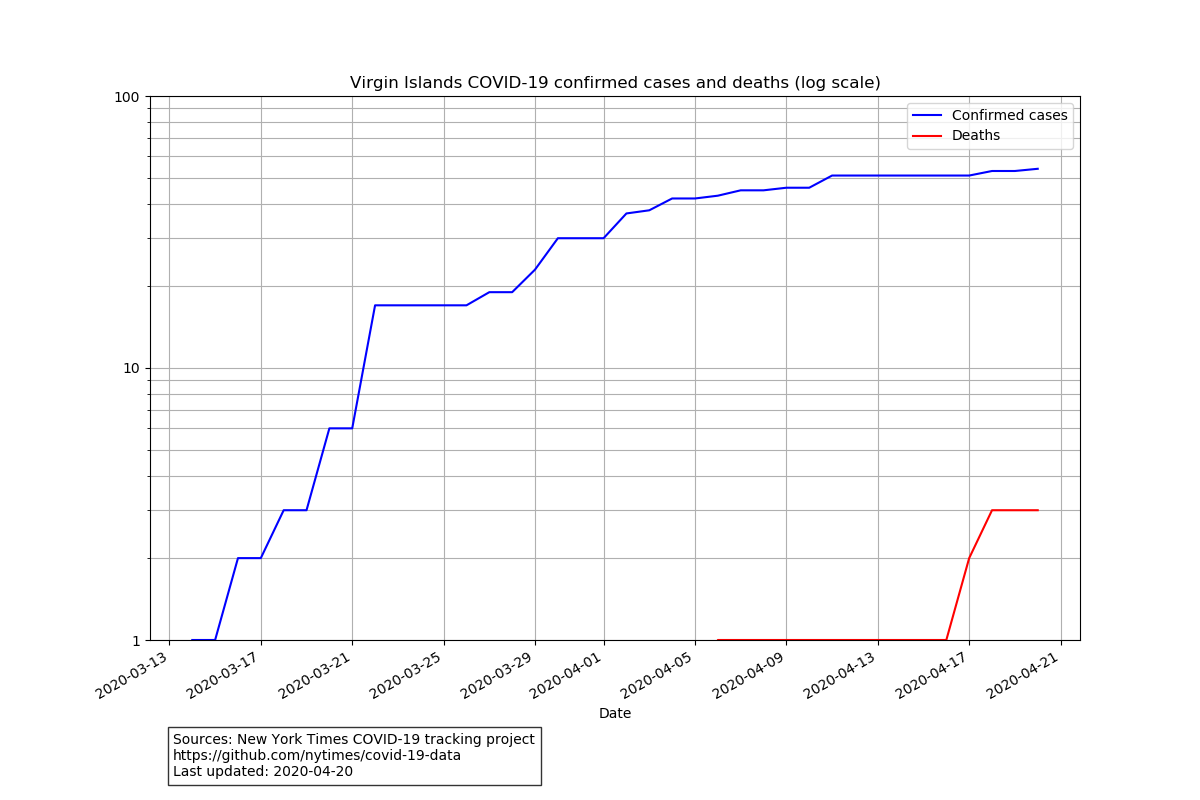 Virgin Islands COVID-19 confirmed cases and deaths (log scale)
100
10
1
Confirmed cases
Deaths
2020-03-13
2020-03-17
2020-03-21
2020-03-25
2020-03-29
2020-04-01
2020-04-05
2020-04-09
2020-04-13
2020-04-17
2020-04-21
Date
Sources: New York Times COVID-19 tracking project
https://github.com/nytimes/covid-19-data
Last updated: 2020-04-20